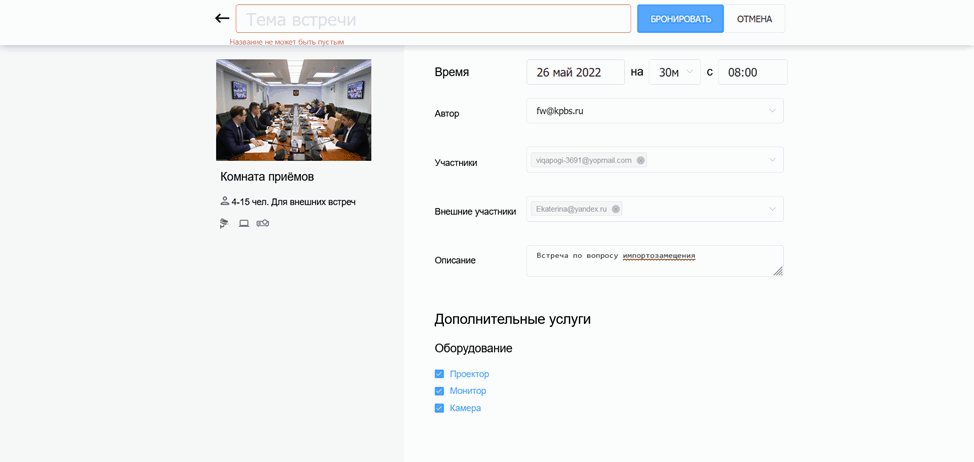 Тема встречи
БРОНИРОВАТЬ
ОТМЕНА
Название не может быть пустым
Комната приёмов
4-15 чел. Для внешних встреч
Время 26 май 2022 на 30м с 08:00
Автор fw@kpbs.ru
Участники viqapogi-3691@yopmail.com
Внешние участники Ekaterina@yandex.ru
Описание Встреча по вопросу импортозамещения
Дополнительные услуги
Оборудование
Проектор
Монитор
Камера